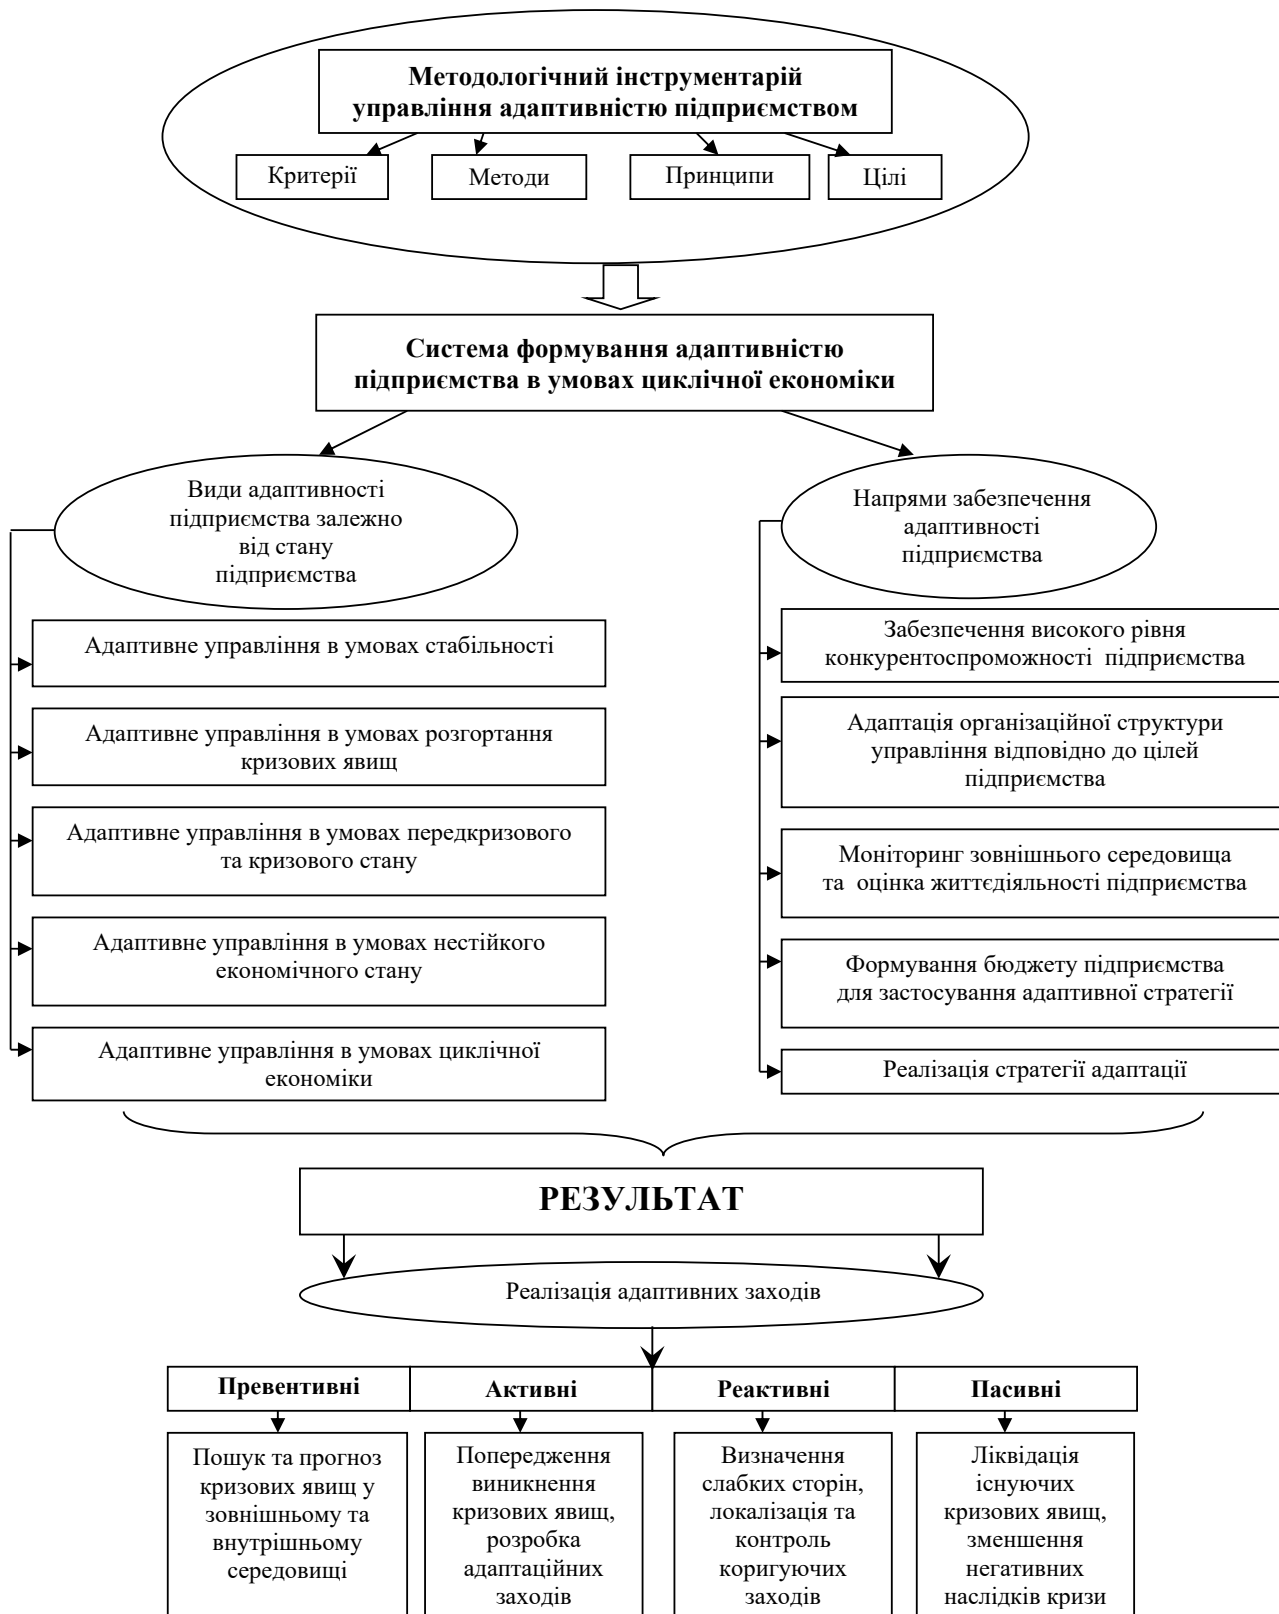 Методологічний інструментарій
управління адаптивністю підприємством
Критерії
Методи
Принципи
Цілі
Система формування адаптивністю
підприємства в умовах циклічної економіки
Види адаптивності
підприємства залежно
від стану
підприємства
Адаптивне управління в умовах стабільності
Адаптивне управління в умовах розгортання
кризових явищ
Адаптивне управління в умовах передкризового
та кризового стану
Адаптивне управління в умовах нестійкого
економічного стану
Адаптивне управління в умовах циклічної
економіки
Напрями забезпечення
адаптивності
підприємства
Забезпечення високого рівня
конкурентоспроможності підприємства
Адаптація організаційної структури
управління відповідно до цілей
підприємства
Моніторинг зовнішнього середовища
та оцінка життєдіяльності підприємства
Формування бюджету підприємства
для застосування адаптивної стратегії
Реалізація стратегії адаптації
РЕЗУЛЬТАТ
Реалізація адаптивних заходів
Превентивні
Активні
Реактивні
Пасивні
Пошук та прогноз
кризових явищ у
зовнішньому та
внутрішньому
середовищі
Попередження
виникнення
кризових явищ,
розробка
адаптаційних
заходів
Визначення
слабких сторін,
локалізація та
контроль
коригуючих
заходів
Ліквідація
існуючих
кризових явищ,
зменшення
негативних
наслідків кризи